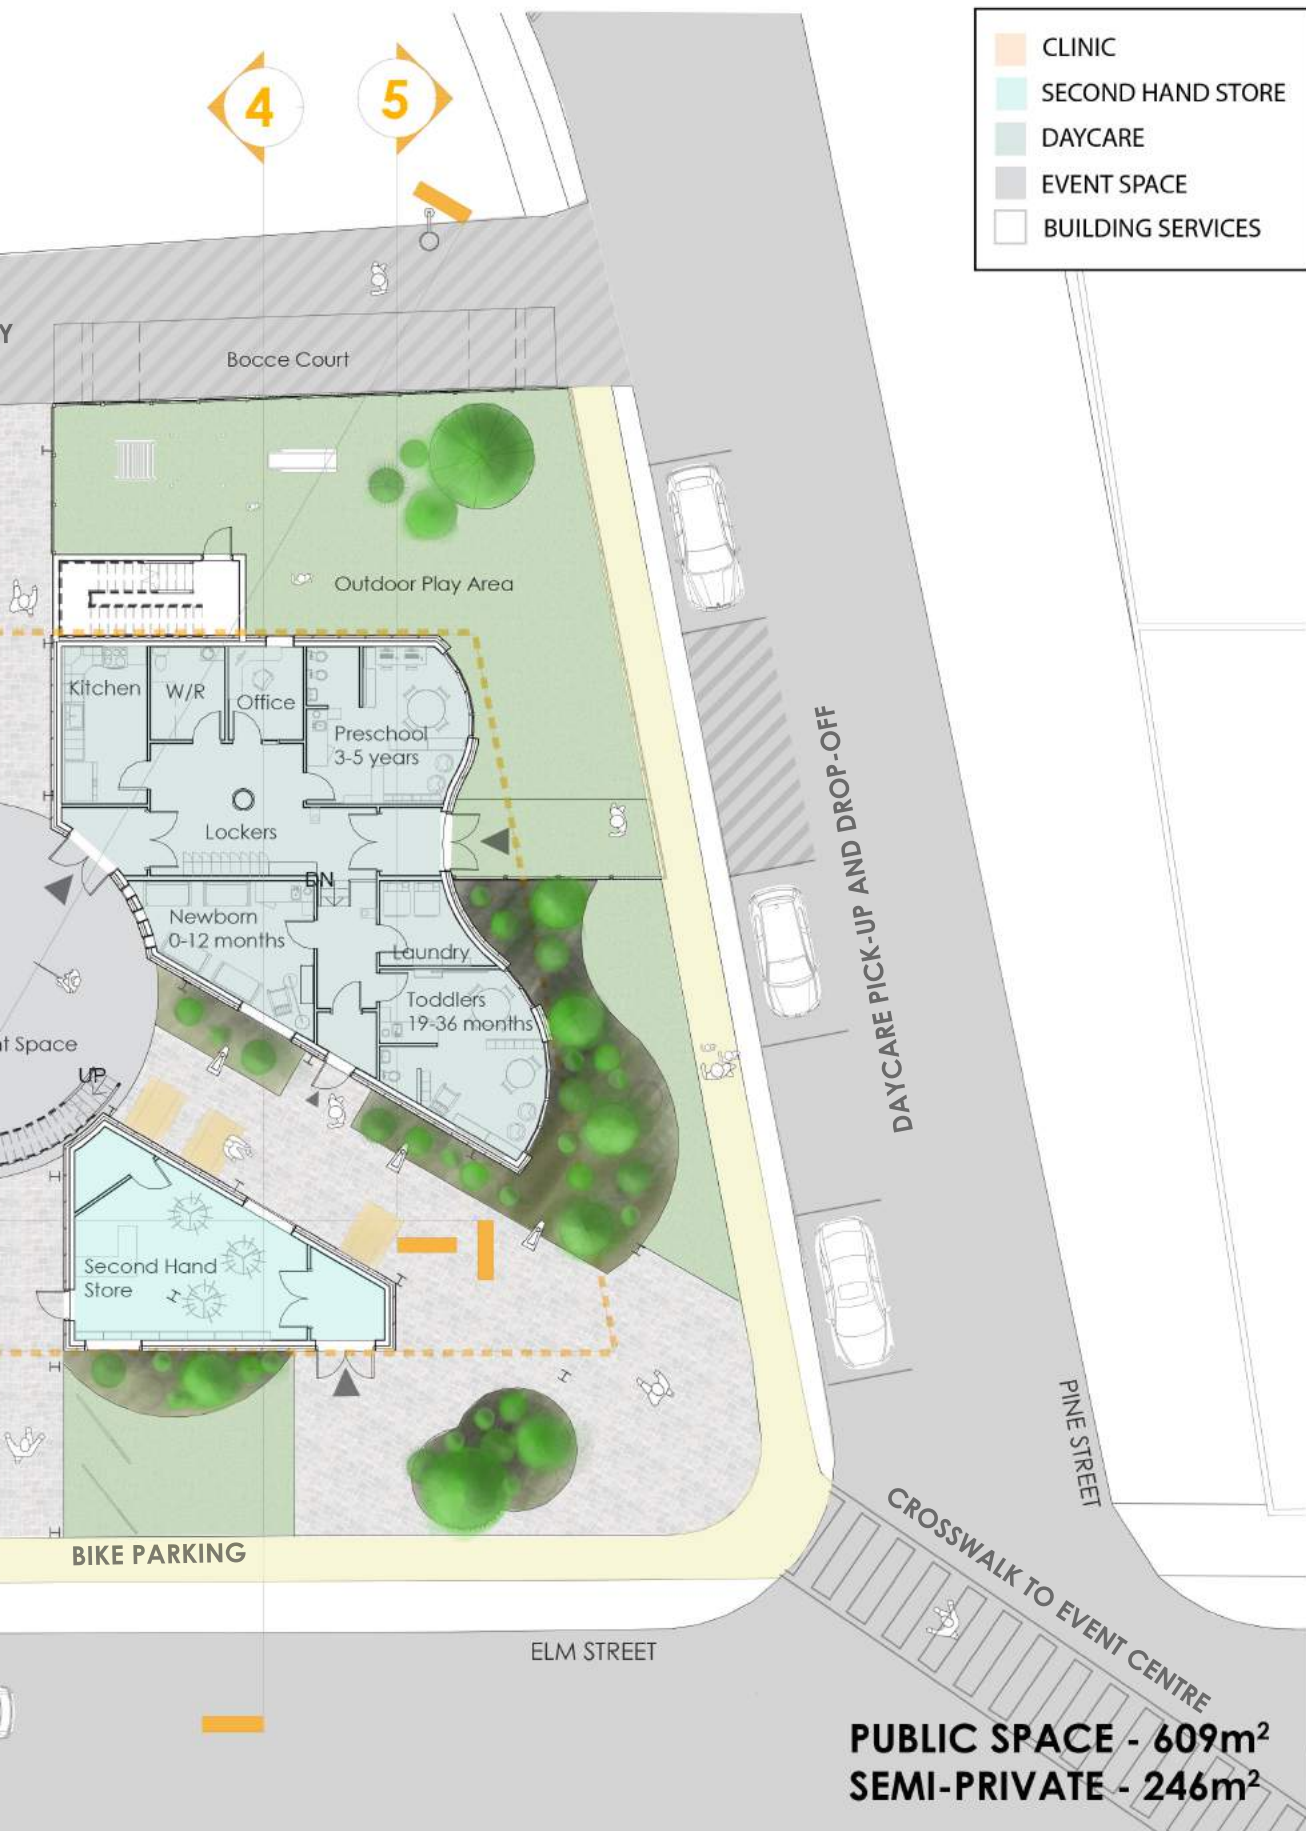 CLINIC
SECOND HAND STORE
DAYCARE
EVENT SPACE
BUILDING SERVICES
4
5
Y
Bocce Court
Outdoor Play Area
Kitchen
W/R
Office
Preschool
3-5 years
Lockers
DN
Newborn
0-12 months
Laundry
Toddlers
19-36 months
nt Space
UP
Second Hand
Store
DAYCARE PICK-UP AND DROP-OFF
PINE STREET
CROSSWALK TO EVENT CENTRE
BIKE PARKING
ELM STREET
PUBLIC SPACE - 609m²
SEMI-PRIVATE - 246m²